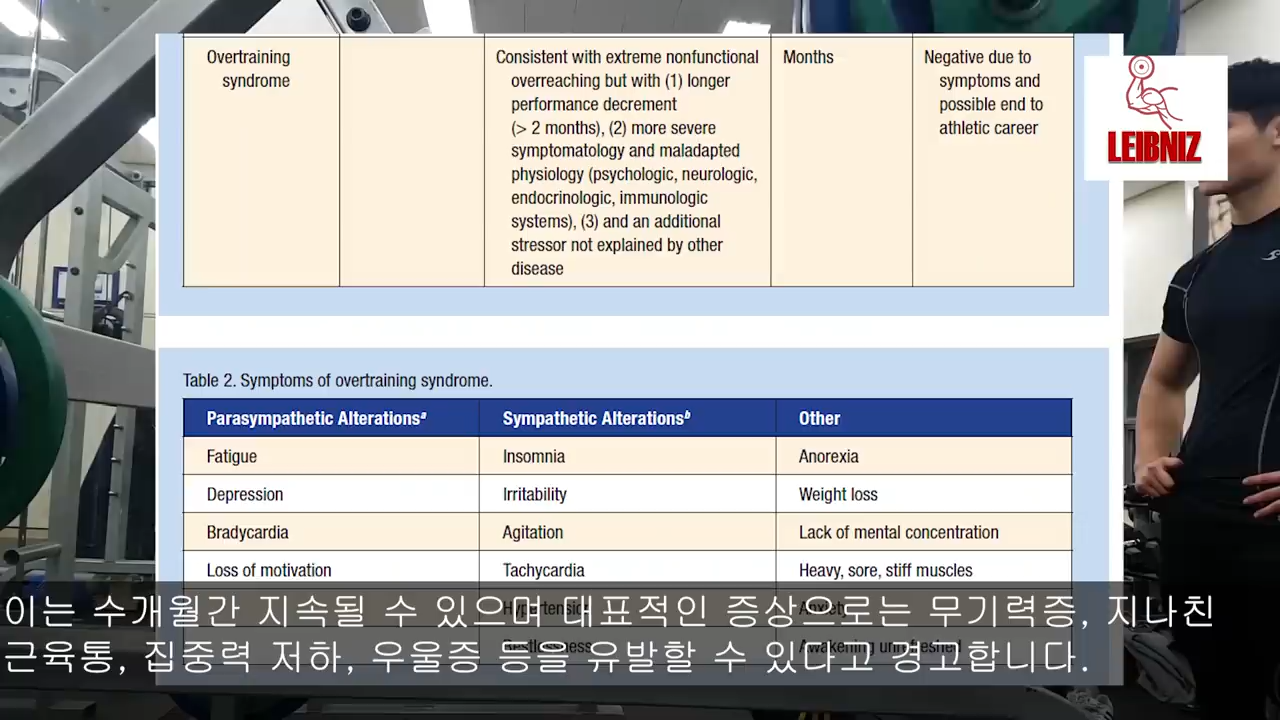 Overtraining
syndrome
Consistent with extreme nonfunctional
overreaching but with (1) longer
performance decrement
(> 2 months), (2) more severe
symptomatology and maladapted
physiology (psychologic, neurologic,
endocrinologic, immunologic
systems), (3) and an additional
stressor not explained by other
disease
Months
Negative due to
symptoms and
possible end to
athletic career
LEIBNIZ
Table 2. Symptoms of overtraining syndrome.
Parasympathetic Alterationsᵃ Sympathetic Alterationsᵇ Other
Fatigue Insomnia Anorexia
Depression Irritability Weight loss
Bradycardia Agitation Lack of mental concentration
Loss of motivation Tachycardia Heavy, sore, stiff muscles
Hypertension Anxiety
Restlessness Awakening unrefreshed
이는 수개월간 지속될 수 있으며 대표적인 증상으로는 무기력증, 지나친
근육통, 집중력 저하, 우울증 등을 유발할 수 있다고 경고합니다.